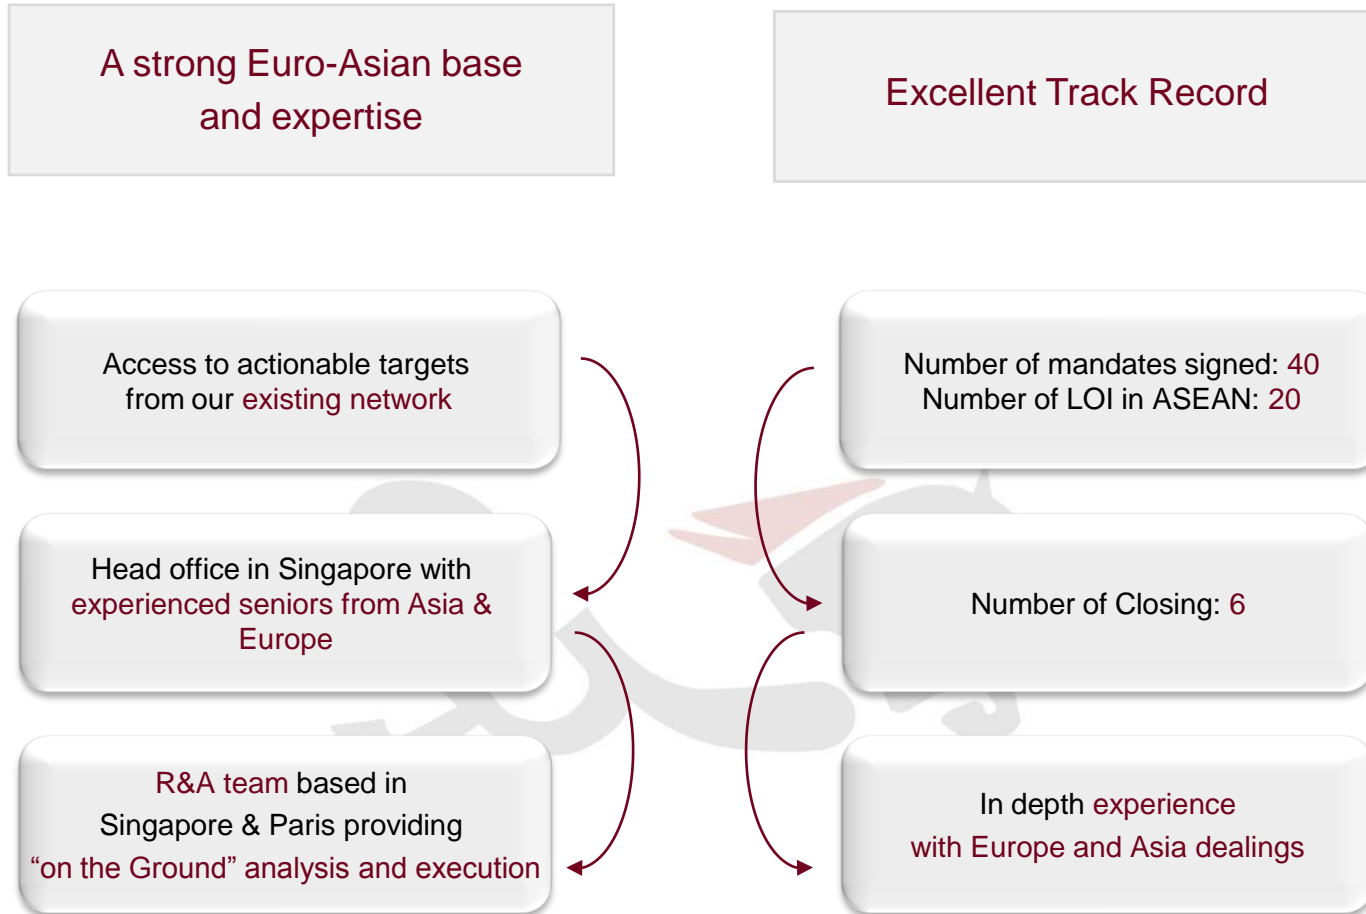 A strong Euro-Asian base
and expertise
Access to actionable targets
from our existing network
Head office in Singapore with
experienced seniors from Asia &
Europe
R&A team based in
Singapore & Paris providing
“on the Ground” analysis and execution
Excellent Track Record
Number of mandates signed: 40
Number of LOI in ASEAN: 20
Number of Closing: 6
In depth experience
with Europe and Asia dealings